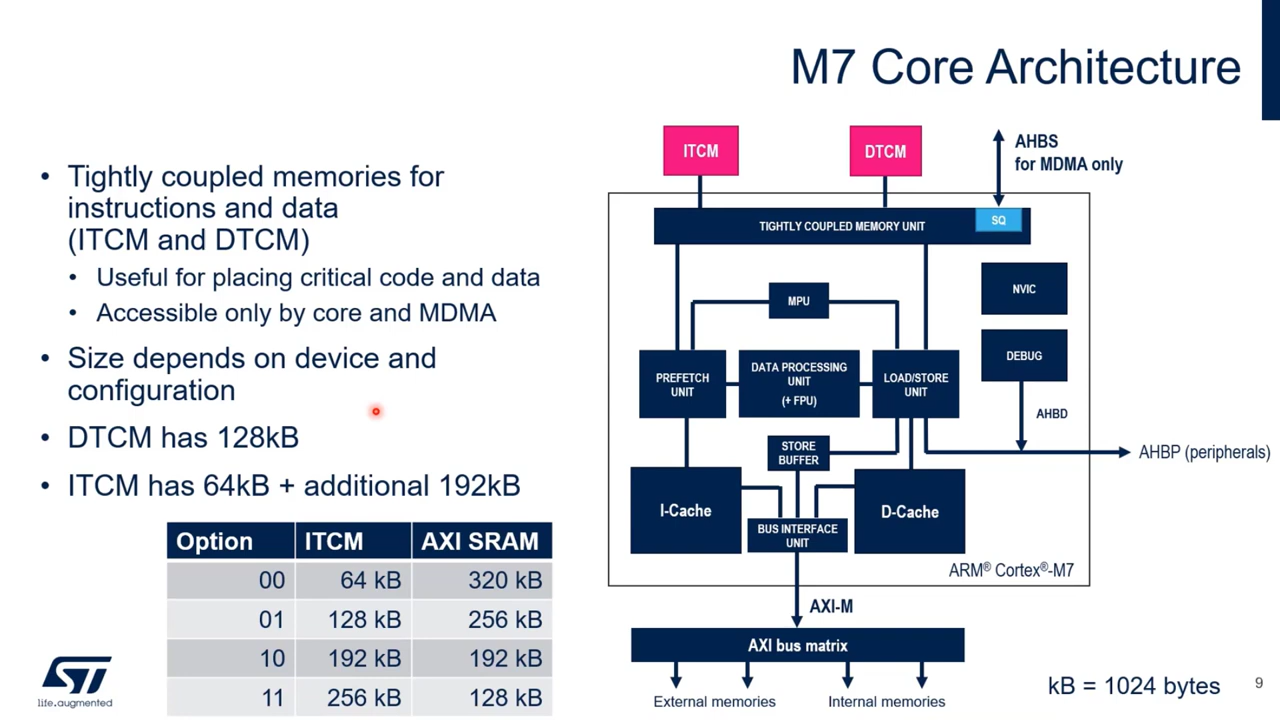 M7 Core Architecture
• Tightly coupled memories for
instructions and data
(ITCM and DTCM)
• Useful for placing critical code and data
• Accessible only by core and MDMA
• Size depends on device and
configuration
• DTCM has 128kB
• ITCM has 64kB + additional 192kB
Option ITCM AXI SRAM
00 64 kB 320 kB
01 128 kB 256 kB
10 192 kB 192 kB
11 256 kB 128 kB
ITCM
DTCM
AHBS
for MDMA only
TIGHTLY COUPLED MEMORY UNIT
SQ
MPU
NVIC
PREFETCH
UNIT
DATA PROCESSING
UNIT
(+ FPU)
LOAD/STORE
UNIT
DEBUG
AHBD
STORE
BUFFER
AHBP (peripherals)
I-Cache
BUS INTERFACE
UNIT
D-Cache
ARM® Cortex®-M7
AXI-M
AXI bus matrix
External memories
Internal memories
ST
life.augmented
kB = 1024 bytes
9